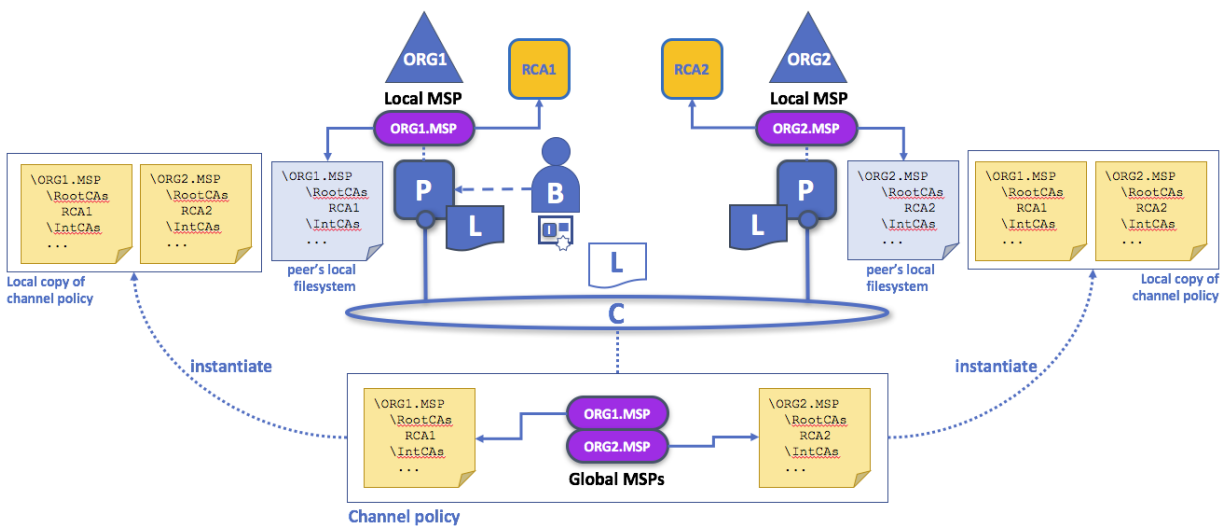 ORG1
RCA1
RCA2
ORG2
Local MSP
Local MSP
ORG1.MSP
ORG2.MSP
\ORG1.MSP
\RootCAs
RCA1
\IntCAs
...
\ORG2.MSP
\RootCAs
RCA2
\IntCAs
...
Local copy of
channel policy
\ORG1.MSP
\RootCAs
RCA1
\IntCAs
...
peer's local
filesystem
P
L
B
L
P
L
\ORG2.MSP
\RootCAs
RCA2
\IntCAs
...
peer's local
filesystem
\ORG1.MSP
\RootCAs
RCA1
\IntCAs
...
\ORG2.MSP
\RootCAs
RCA2
\IntCAs
...
Local copy of
channel policy
C
instantiate
instantiate
\ORG1.MSP
\RootCAs
RCA1
\IntCAs
...
ORG1.MSP
ORG2.MSP
Global MSPs
\ORG2.MSP
\RootCAs
RCA2
\IntCAs
...
Channel policy